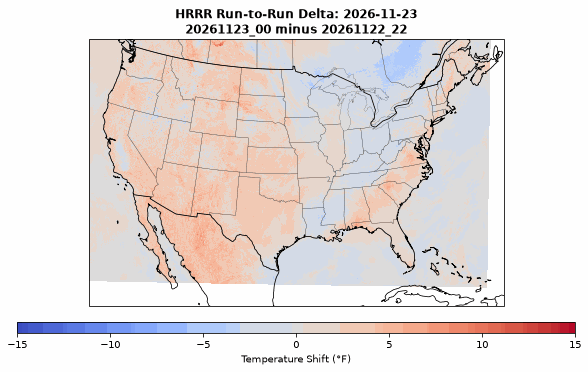 HRRR Run-to-Run Delta: 2026-11-23
20261123_00 minus 20261122_22
−15 −10 −5 0 5 10 15
Temperature Shift (°F)